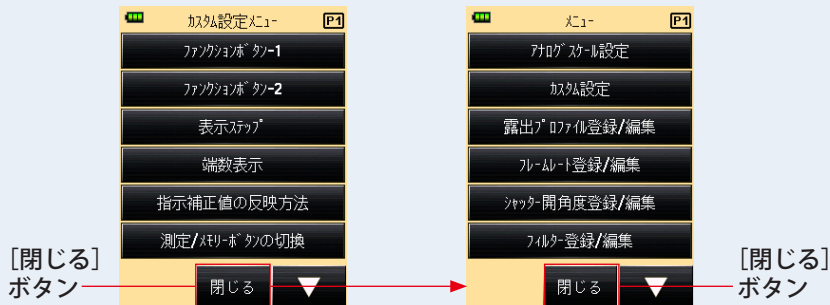 カスタム設定メニュー P1
ファンクションボタン-1
ファンクションボタン-2
表示ステップ
端数表示
指示補正値の反映方法
測定/メモリーボタンの切換
閉じる
[閉じる]
ボタン
メニュー P1
アナログスケール設定
カスタム設定
露出プロファイル登録/編集
フレームレート登録/編集
シャッター開角度登録/編集
フィルター登録/編集
閉じる
[閉じる]
ボタン